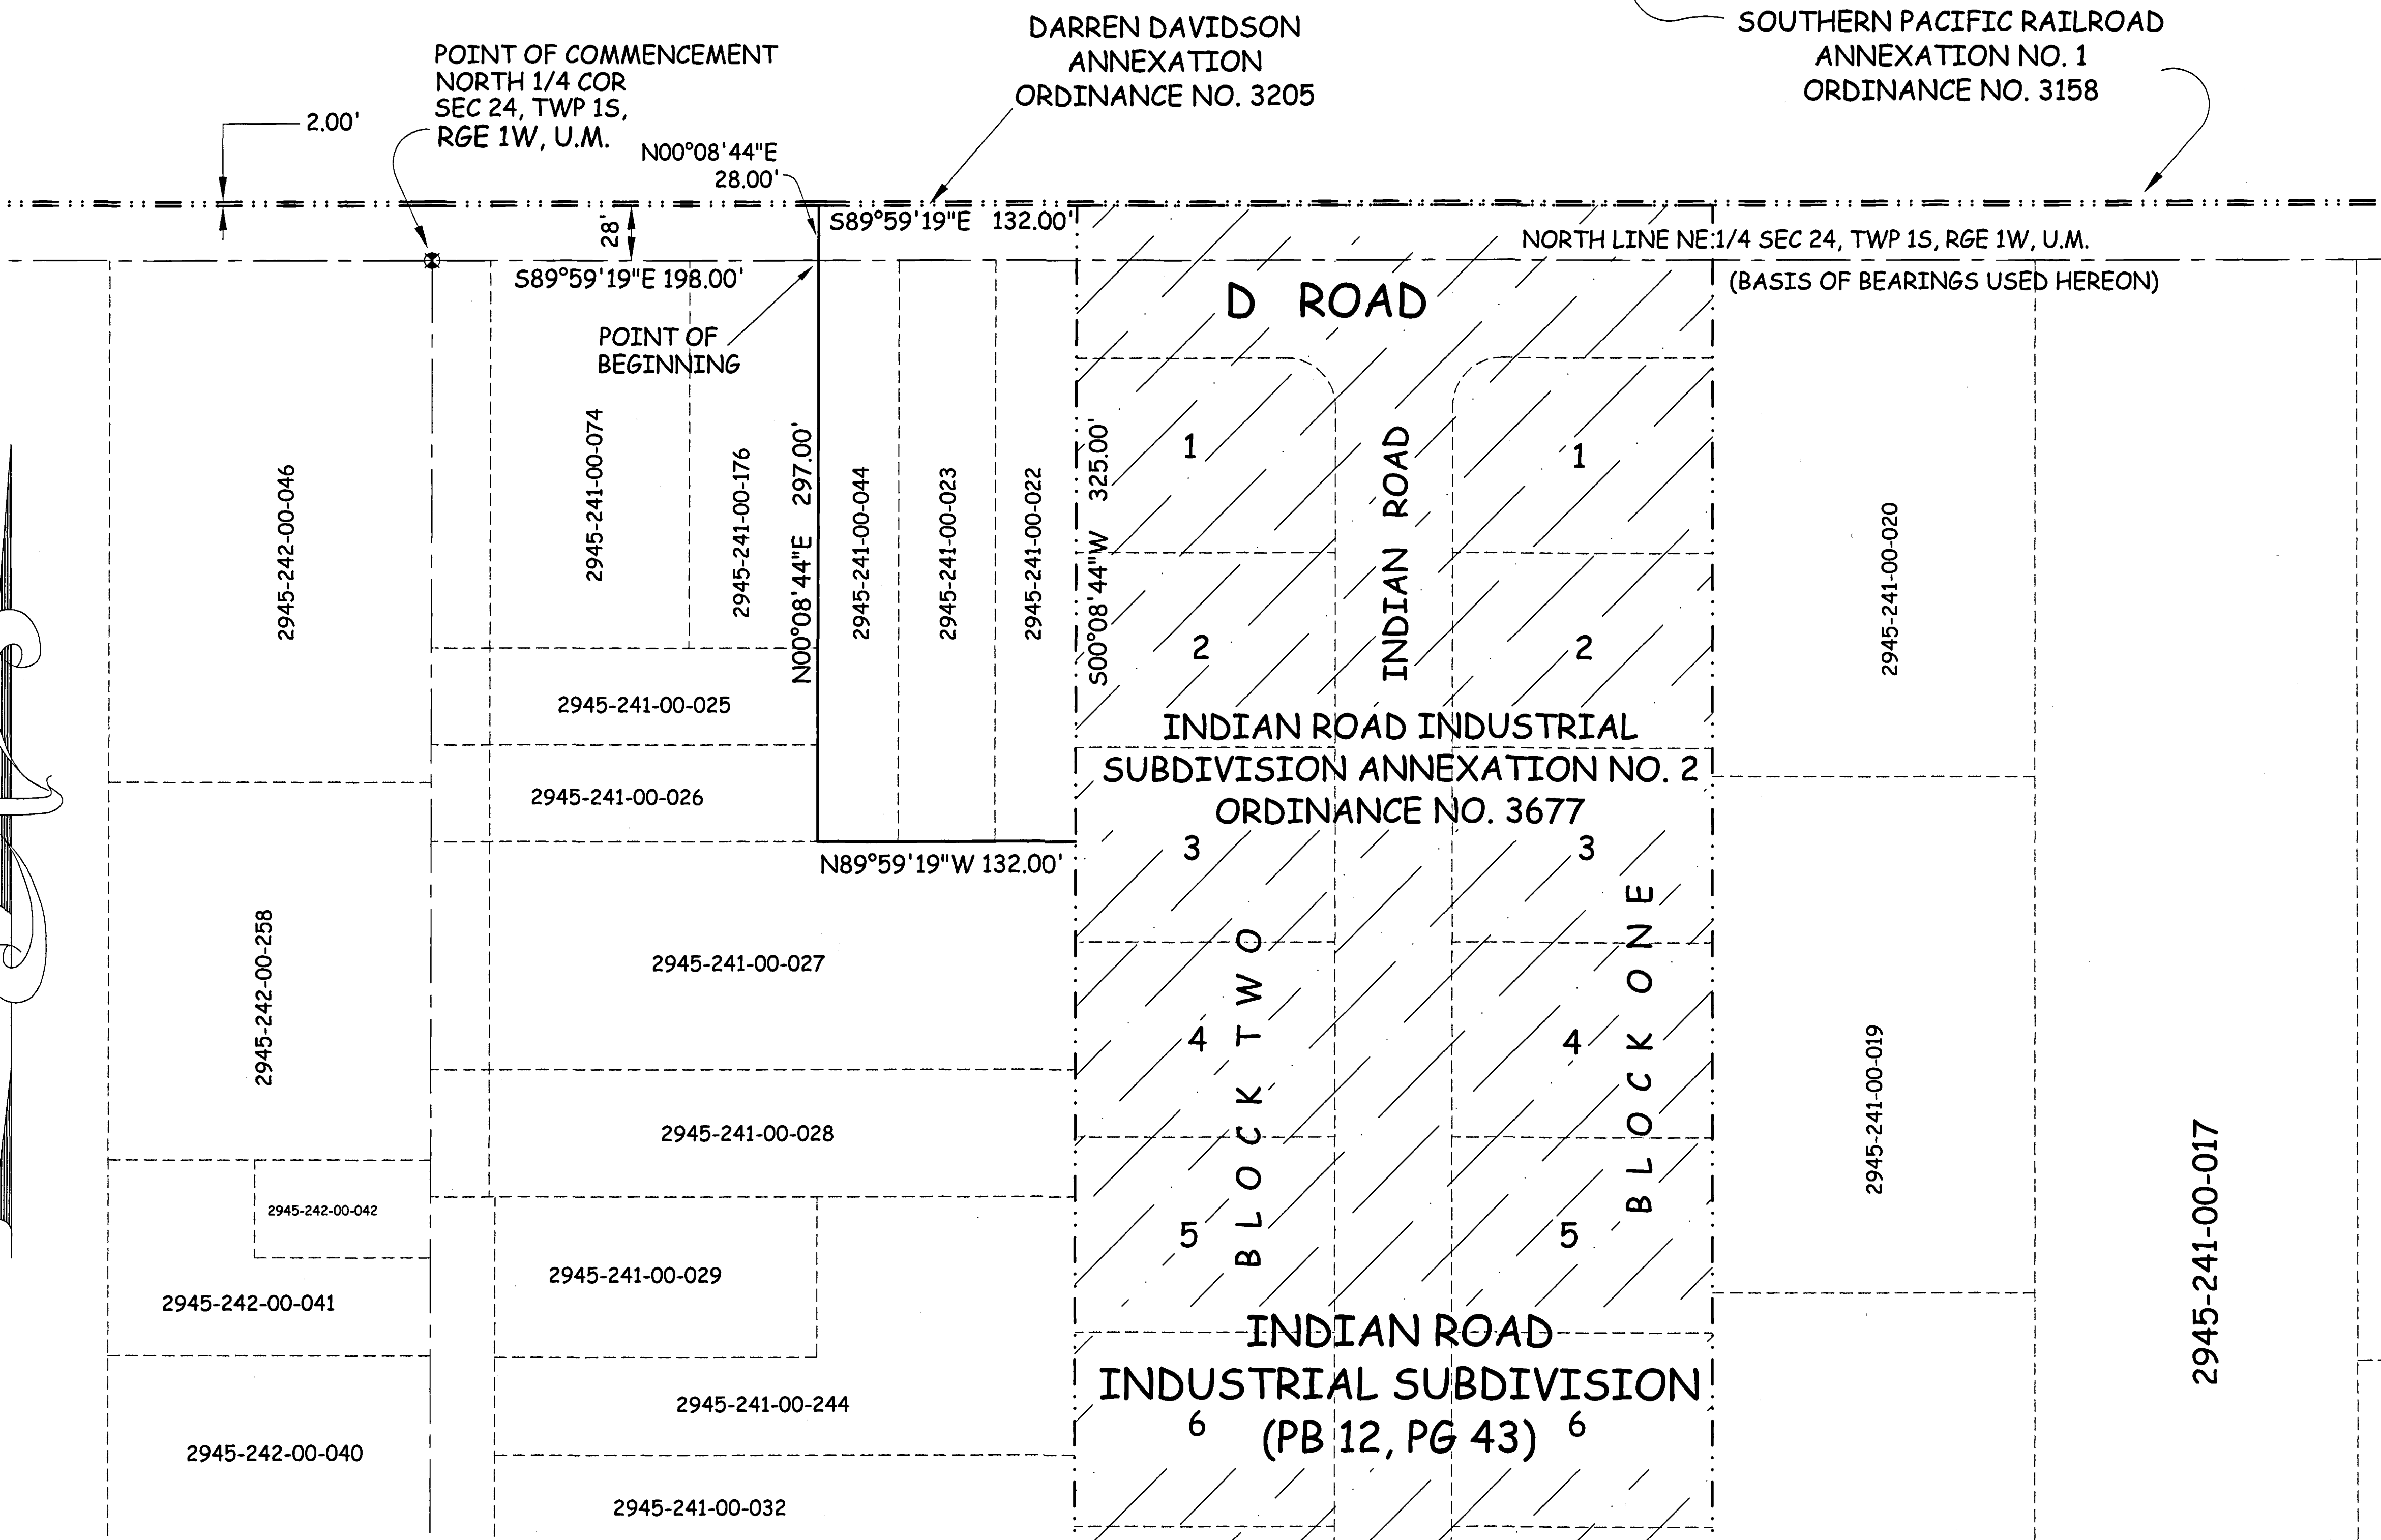 DARREN DAVIDSON
ANNEXATION
ORDINANCE NO. 3205
SOUTHERN PACIFIC RAILROAD
ANNEXATION NO. 1
ORDINANCE NO. 3158
POINT OF COMMENCEMENT
NORTH 1/4 COR
SEC 24, TWP 1S,
RGE 1W, U.M.
2.00'
N00°08'44"E
28.00'
28'
S89°59'19"E 132.00'
NORTH LINE NE 1/4 SEC 24, TWP 1S, RGE 1W, U.M.
(BASIS OF BEARINGS USED HEREON)
S89°59'19"E 198.00'
D ROAD
POINT OF
BEGINNING
2945-242-00-046
2945-241-00-074
2945-241-00-176
N00°08'44"E 297.00'
2945-241-00-044
2945-241-00-023
2945-241-00-022
S00°08'44"W 325.00'
1
INDIAN ROAD
1
2945-241-00-020
2
2
2945-241-00-025
INDIAN ROAD INDUSTRIAL
SUBDIVISION ANNEXATION NO. 2
ORDINANCE NO. 3677
2945-241-00-026
3
3
N89°59'19"W 132.00'
2945-242-00-258
2945-241-00-027
BLOCK TWO
BLOCK ONE
4
4
2945-241-00-019
2945-241-00-028
2945-241-00-017
2945-242-00-042
5
5
2945-241-00-029
2945-242-00-041
INDIAN ROAD
INDUSTRIAL SUBDIVISION
(PB 12, PG 43)
6
6
2945-241-00-244
2945-242-00-040
2945-241-00-032